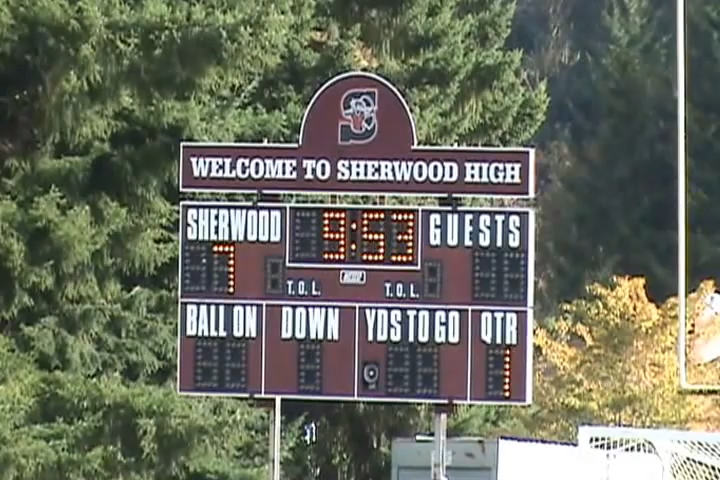 S
WELCOME TO SHERWOOD HIGH
SHERWOOD 9:53 GUESTS
7
T.O.L. T.O.L.
BALL ON DOWN YDS TO GO QTR
1